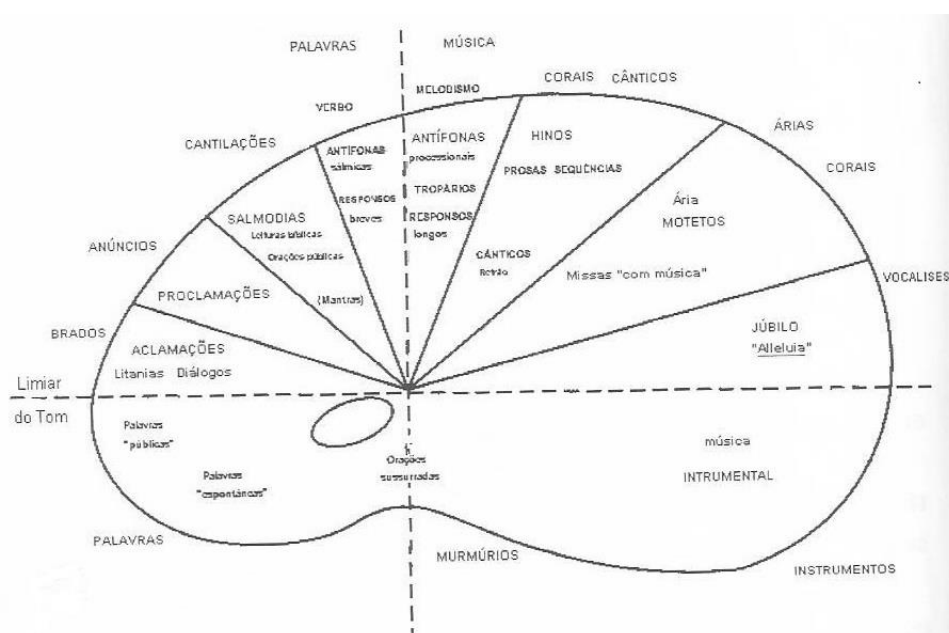 PALAVRAS
MÚSICA
CORAIS CÂNTICOS
MELODISMO
VERBO
ÁRIAS
CANTILAÇÕES
ANTÍFONAS
sálmicas
ANTÍFONAS
processionais
HINOS
PROSAS SEQUÊNCIAS
CORAIS
TROPÁRIOS
RESPONSOS
breves
RESPONSOS
longos
Ária
MOTETOS
SALMODIAS
Leituras bíblicas
Orações públicas
ANÚNCIOS
CÂNTICOS
Refrão
Missas "com música"
VOCALISES
PROCLAMAÇÕES
(Mantras)
BRADOS
JÚBILO
"Alleluia"
ACLAMAÇÕES
Litanias Diálogos
Limiar
do Tom
Palavras
"públicas"
música
INTRUMENTAL
Orações
sussurradas
Palavras
"espontâneas"
PALAVRAS
MURMÚRIOS
INSTRUMENTOS